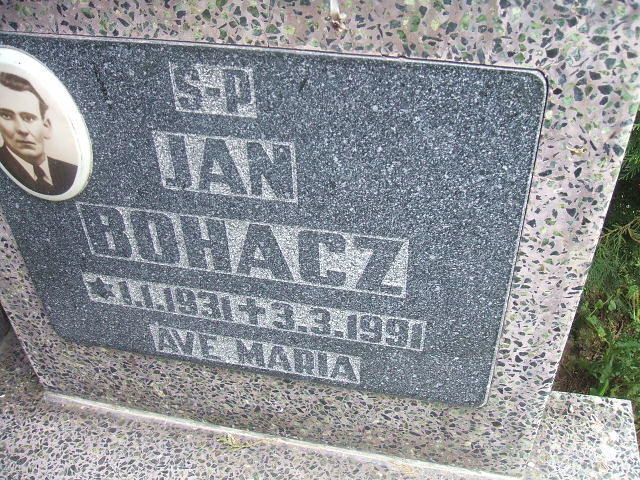 S-P
JAN
BOHACZ
★1.1.1931✝3.3.1991
AVE MARIA